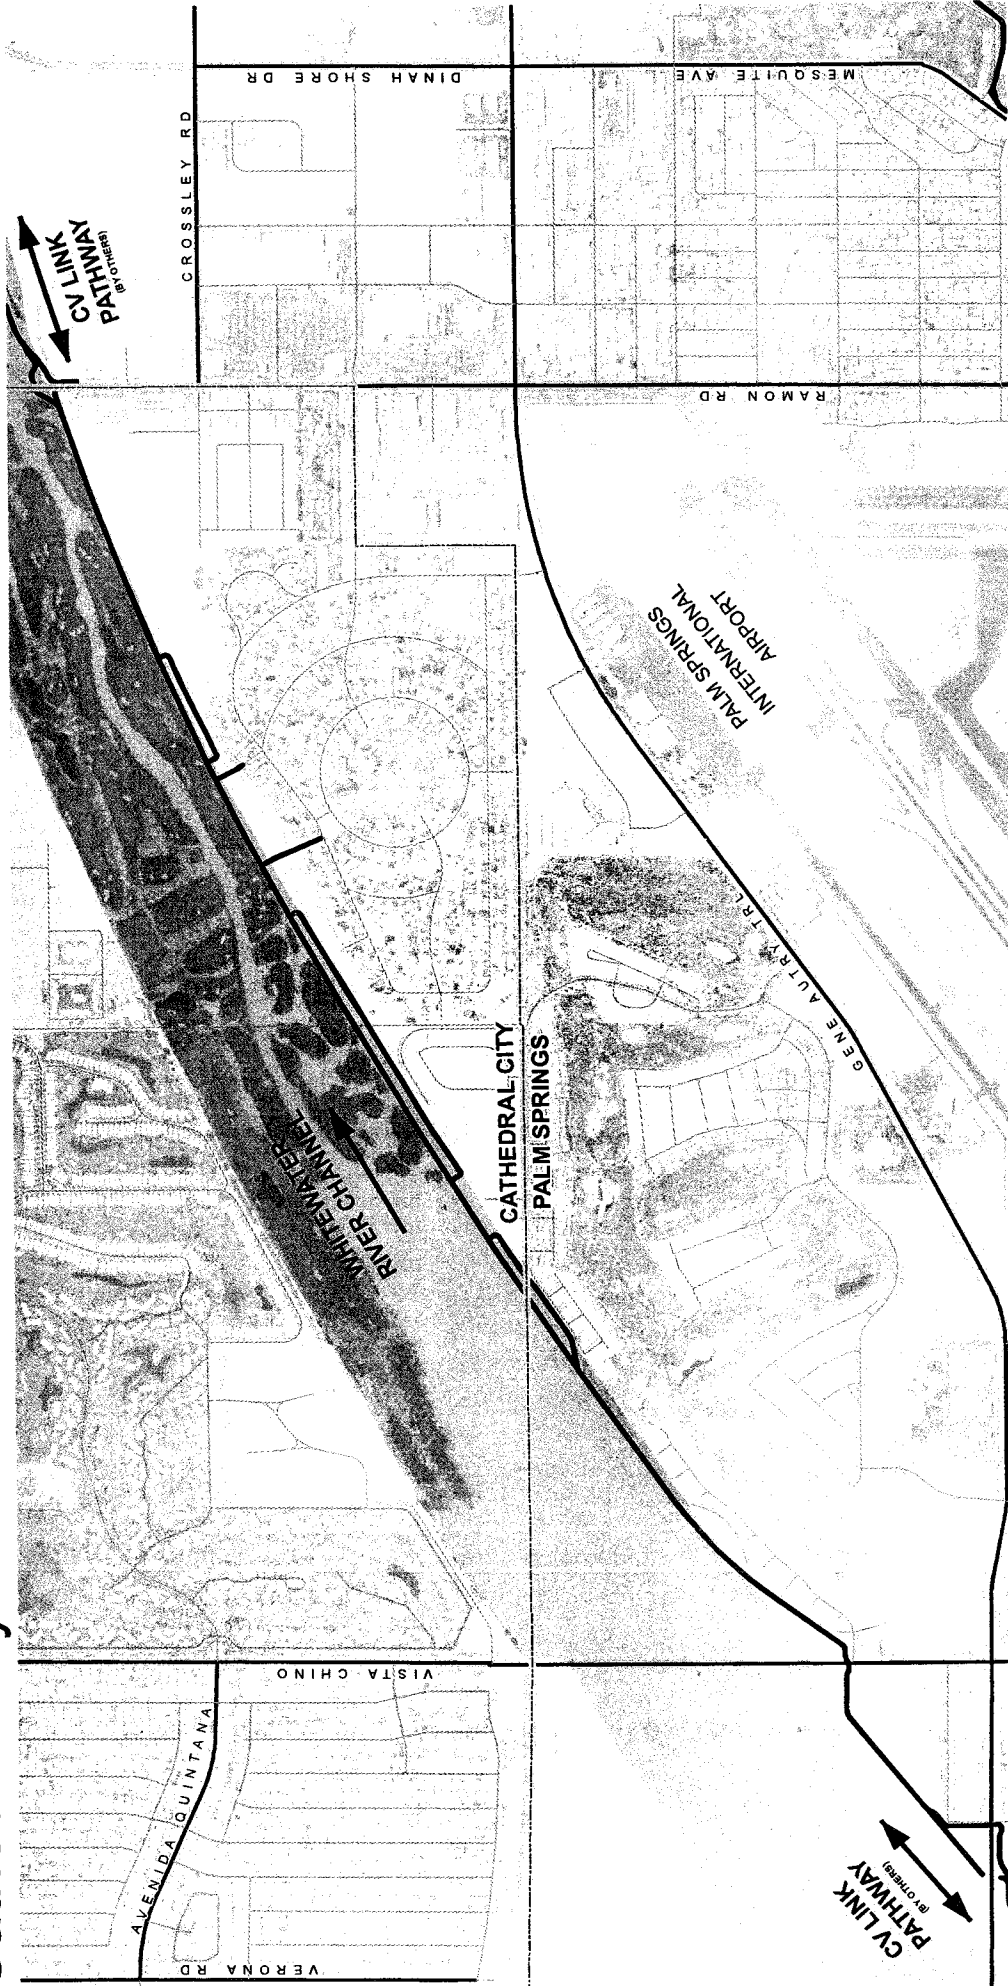 CROSSLEY RD
DINAH SHORE DR
MESQUITE AVE
CV LINK
PATHWAY
(BY OTHERS)
RAMON RD
PALM SPRINGS
INTERNATIONAL
AIRPORT
GENE AUTRY TRL
WHITEWATER
RIVER CHANNEL
CATHEDRAL CITY
PALM SPRINGS
VISTA CHINO
AVENIDA QUINTANA
VERONA RD
CV LINK
PATHWAY
(BY OTHERS)